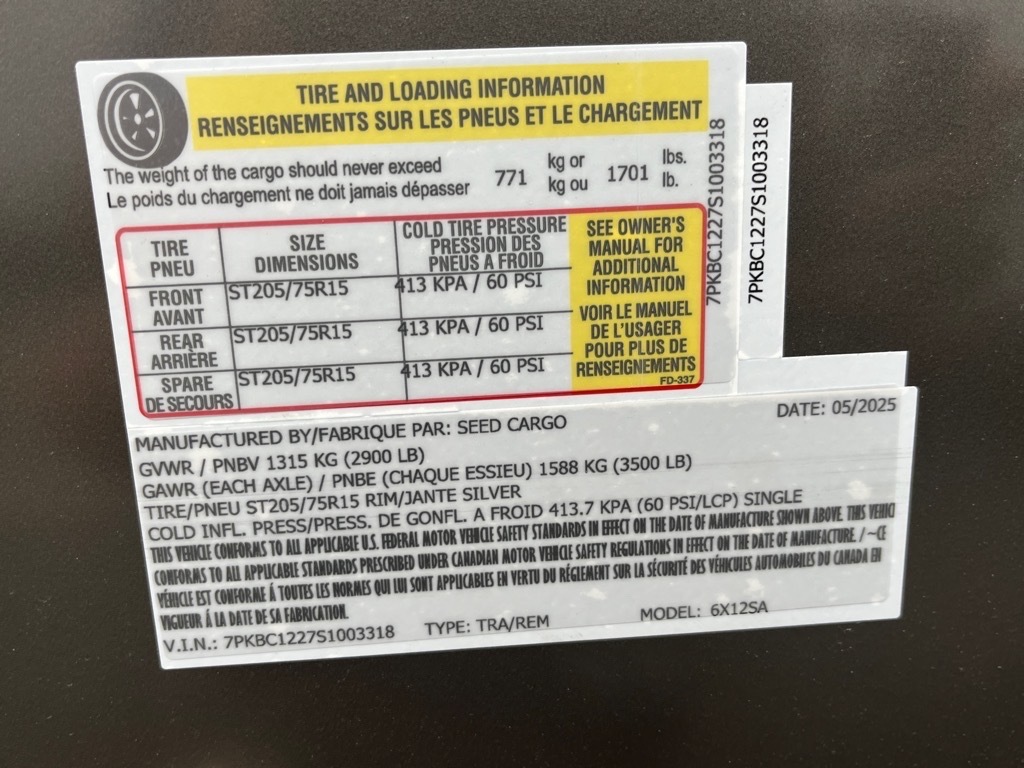 TIRE AND LOADING INFORMATION
RENSEIGNEMENTS SUR LES PNEUS ET LE CHARGEMENT
The weight of the cargo should never exceed 771 kg or 1701 lbs.
Le poids du chargement ne doit jamais dépasser kg ou lb.
TIRE PNEU SIZE DIMENSIONS COLD TIRE PRESSURE PRESSION DES PNEUS A FROID
FRONT AVANT ST205/75R15 413 KPA / 60 PSI
REAR ARRIÈRE ST205/75R15 413 KPA / 60 PSI
SPARE DE SECOURS ST205/75R15 413 KPA / 60 PSI
SEE OWNER'S
MANUAL FOR
ADDITIONAL
INFORMATION
VOIR LE MANUEL
DE L'USAGER
POUR PLUS DE
RENSEIGNEMENTS
FD-337
7PKBC1227S1003318
7PKBC1227S1003318
MANUFACTURED BY/FABRIQUE PAR: SEED CARGO DATE: 05/2025
GVWR / PNBV 1315 KG (2900 LB)
GAWR (EACH AXLE) / PNBE (CHAQUE ESSIEU) 1588 KG (3500 LB)
TIRE/PNEU ST205/75R15 RIM/JANTE SILVER
COLD INFL. PRESS/PRESS. DE GONFL. A FROID 413.7 KPA (60 PSI/LCP) SINGLE
THIS VEHICLE CONFORMS TO ALL APPLICABLE U.S. FEDERAL MOTOR VEHICLE SAFETY STANDARDS IN EFFECT ON THE DATE OF MANUFACTURE SHOWN ABOVE. THIS VEHICL
CONFORMS TO ALL APPLICABLE STANDARDS PRESCRIBED UNDER CANADIAN MOTOR VEHICLE SAFETY REGULATIONS IN EFFECT ON THE DATE OF MANUFACTURE. / ~CE
VÉHICLE EST CONFORME Á TOUTES LES NORMES QUI LUI SONT APPLICABLES EN VERTU DU RÉGIEMENT SUR LA SÉCURITÉ DES VÉHICULES AUTOMOBILES DU CANADA EN
VIGUEUR Á LA DATE DE SA FABRICATION.
V.I.N.: 7PKBC1227S1003318 TYPE: TRA/REM MODEL: 6X12SA